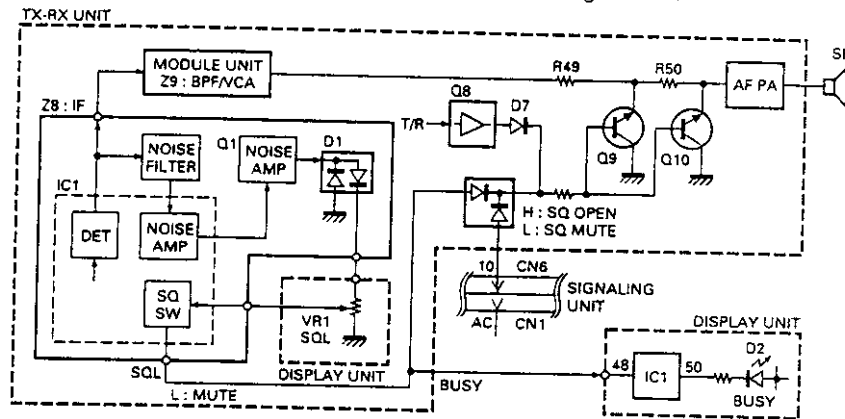 TX-RX UNIT
MODULE UNIT
Z9 : BPF/VCA
R49
R50
AF PA
Q8
D7
T/R
Z8 : IF
Q1
D1
NOISE
FILTER
NOISE
AMP
Q9
Q10
IC1
DET
NOISE
AMP
H : SQ OPEN
L : SQ MUTE
10
CN6
SIGNALING
UNIT
AC
CN1
SQ
SW
VR1
SQL
DISPLAY UNIT
SQL
L : MUTE
BUSY
DISPLAY UNIT
48
IC1
50
D2
BUSY